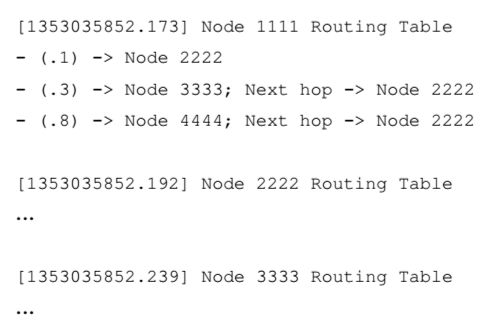 [1353035852.173] Node 1111 Routing Table
- (.1) -> Node 2222
- (.3) -> Node 3333; Next hop -> Node 2222
- (.8) -> Node 4444; Next hop -> Node 2222
[1353035852.192] Node 2222 Routing Table
...
[1353035852.239] Node 3333 Routing Table
...